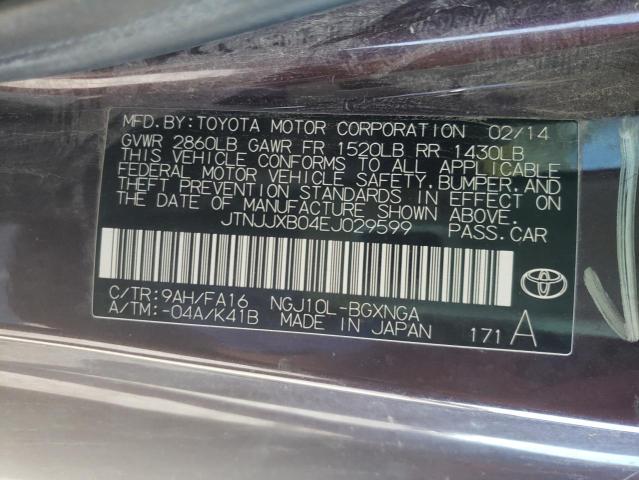 MFD. BY: TOYOTA MOTOR CORPORATION 02/14
GVWR 2860LB GAWR FR 1520LB RR 1430LB
THIS VEHICLE CONFORMS TO ALL APPLICABLE
FEDERAL MOTOR VEHICLE SAFETY, BUMPER, AND
THEFT PREVENTION STANDARDS IN EFFECT ON
THE DATE OF MANUFACTURE SHOWN ABOVE.
JTNJJXB04EJ029599 PASS.CAR
C/TR:9AH/FA16 NGJ10L-BGXNGA
A/TM:-04A/K41B MADE IN JAPAN 171 A